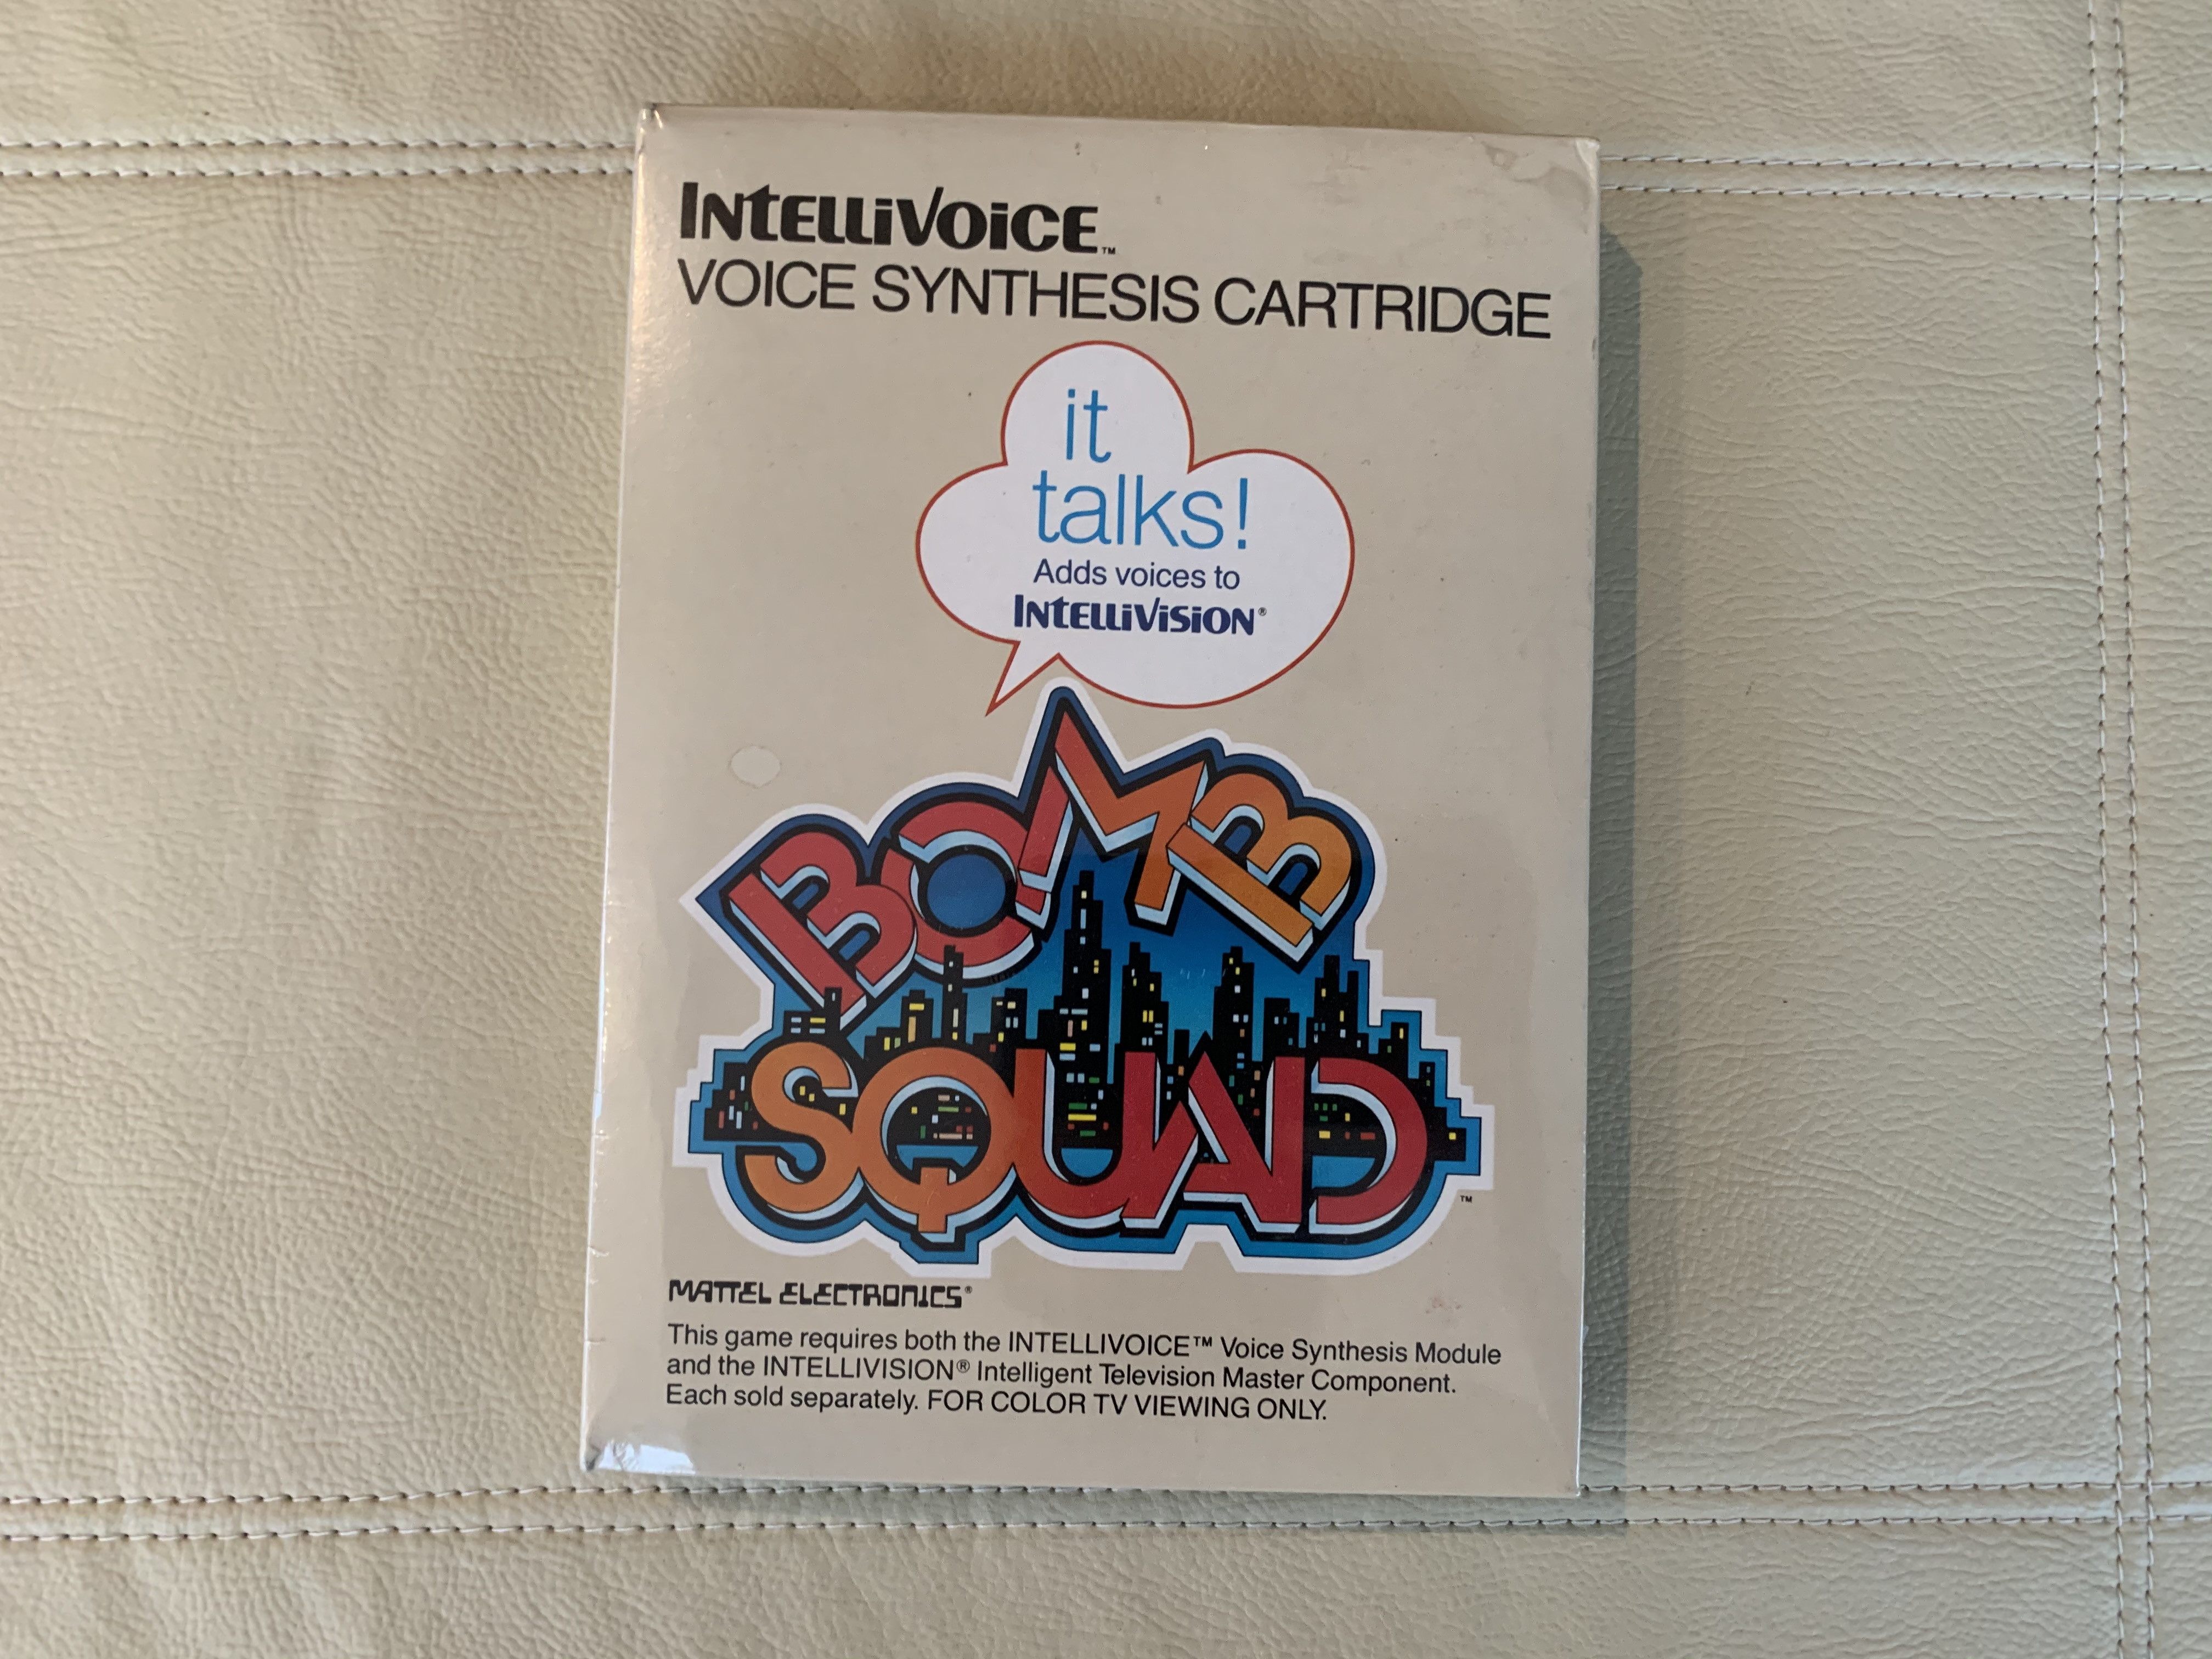 INTELLIVOICE™
VOICE SYNTHESIS CARTRIDGE
it
talks!
Adds voices to
INTELLIVISION®
BOMB
SQUAD™
MATTEL ELECTRONICS®
This game requires both the INTELLIVOICE™ Voice Synthesis Module
and the INTELLIVISION® Intelligent Television Master Component.
Each sold separately. FOR COLOR TV VIEWING ONLY.